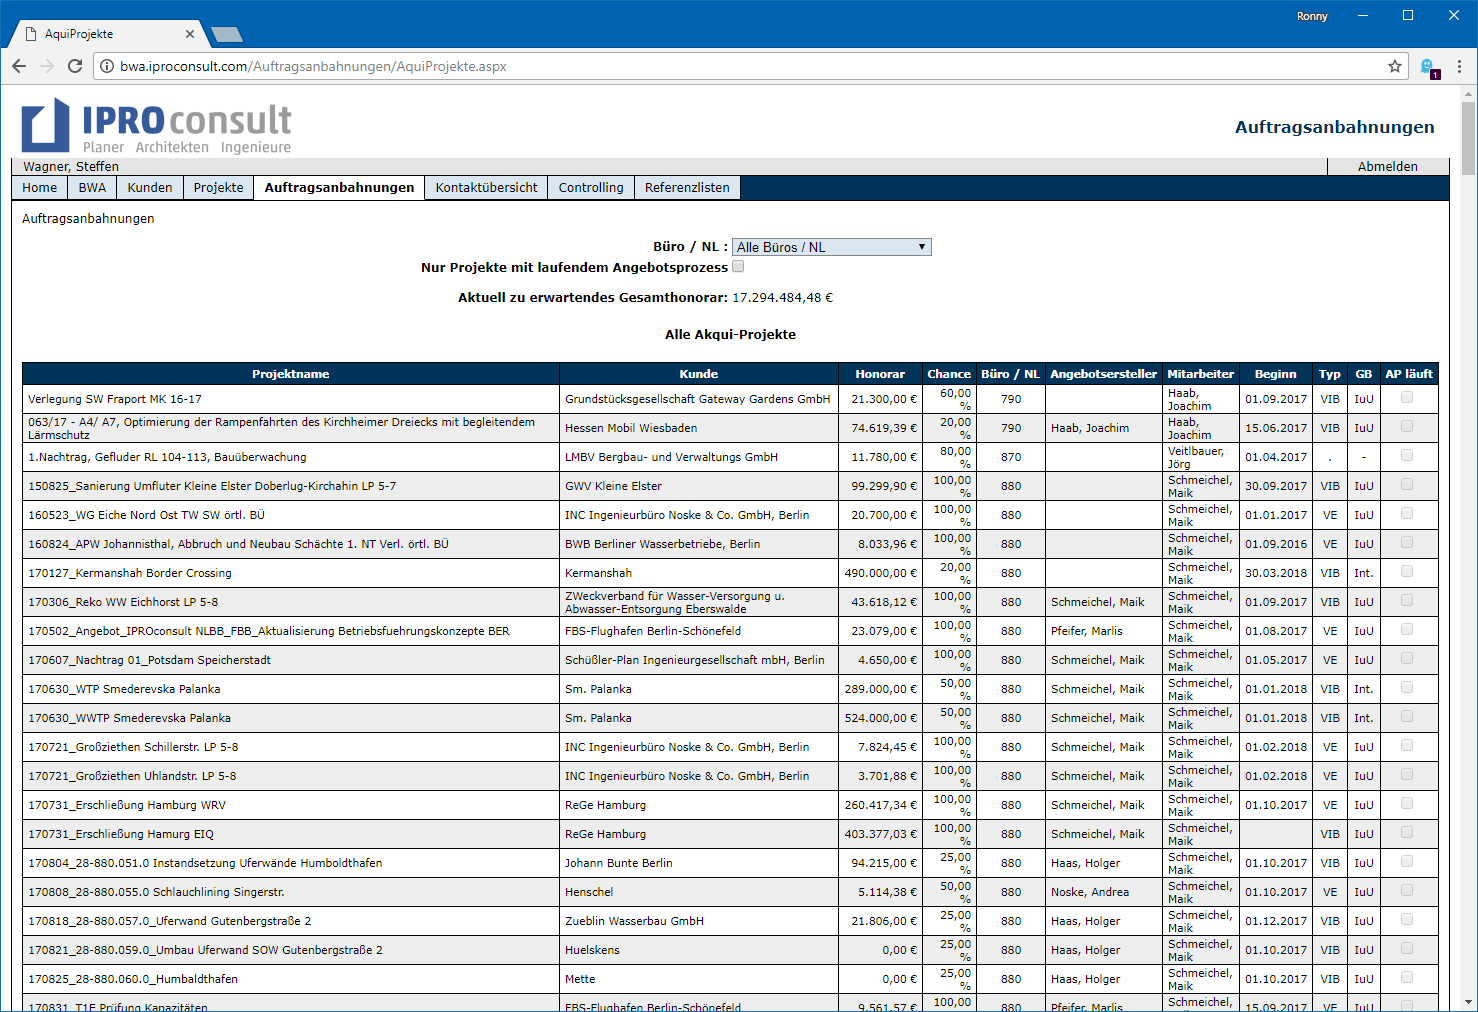 Ronny
AquiProjekte
bwa.iproconsult.com/Auftragsanbahnungen/AquiProjekte.aspx
1
IPROconsult
Planer Architekten Ingenieure
Auftragsanbahnungen
Wagner, Steffen Abmelden
Home BWA Kunden Projekte Auftragsanbahnungen Kontaktübersicht Controlling Referenzlisten
Auftragsanbahnungen
Büro / NL : Alle Büros / NL
Nur Projekte mit laufendem Angebotsprozess
Aktuell zu erwartendes Gesamthonorar: 17.294.484,48 €
Alle Akqui-Projekte
Projektname Kunde Honorar Chance Büro / NL Angebotsersteller Mitarbeiter Beginn Typ GB AP läuft
Verlegung SW Fraport MK 16-17 Grundstücksgesellschaft Gateway Gardens GmbH 21.300,00 € 60,00 % 790 Haab, Joachim 01.09.2017 VIB IuU
063/17 - A4/ A7, Optimierung der Rampenfahrten des Kirchheimer Dreiecks mit begleitendem Lärmschutz Hessen Mobil Wiesbaden 74.619,39 € 20,00 % 790 Haab, Joachim Haab, Joachim 15.06.2017 VIB IuU
1.Nachtrag, Gefluder RL 104-113, Bauüberwachung LMBV Bergbau- und Verwaltungs GmbH 11.780,00 € 80,00 % 870 Veitlbauer, Jörg 01.04.2017 . -
150825_Sanierung Umfluter Kleine Elster Doberlug-Kirchahin LP 5-7 GWV Kleine Elster 99.299,90 € 100,00 % 880 Schmeichel, Maik 30.09.2017 VIB IuU
160523_WG Eiche Nord Ost TW SW örtl. BÜ INC Ingenieurbüro Noske & Co. GmbH, Berlin 20.700,00 € 100,00 % 880 Schmeichel, Maik 01.01.2017 VE IuU
160824_APW Johannisthal, Abbruch und Neubau Schächte 1. NT Verl. örtl. BÜ BWB Berliner Wasserbetriebe, Berlin 8.033,96 € 100,00 % 880 Schmeichel, Maik 01.09.2016 VE IuU
170127_Kermanshah Border Crossing Kermanshah 490.000,00 € 20,00 % 880 Schmeichel, Maik 30.03.2018 VIB Int.
170306_Reko WW Eichhorst LP 5-8 ZWeckverband für Wasser-Versorgung u. Abwasser-Entsorgung Eberswalde 43.618,12 € 100,00 % 880 Schmeichel, Maik Schmeichel, Maik 01.09.2017 VIB IuU
170502_Angebot_IPROconsult NLBB_FBB_Aktualisierung Betriebsfuehrungskonzepte BER FBS-Flughafen Berlin-Schönefeld 23.079,00 € 100,00 % 880 Pfeifer, Marlis Schmeichel, Maik 01.08.2017 VE IuU
170607_Nachtrag 01_Potsdam Speicherstadt Schüßler-Plan Ingenieurgesellschaft mbH, Berlin 4.650,00 € 100,00 % 880 Schmeichel, Maik Schmeichel, Maik 01.05.2017 VE IuU
170630_WTP Smederevska Palanka Sm. Palanka 289.000,00 € 50,00 % 880 Schmeichel, Maik Schmeichel, Maik 01.01.2018 VIB Int.
170630_WWTP Smederevska Palanka Sm. Palanka 524.000,00 € 50,00 % 880 Schmeichel, Maik Schmeichel, Maik 01.01.2018 VIB Int.
170721_Großziethen Schillerstr. LP 5-8 INC Ingenieurbüro Noske & Co. GmbH, Berlin 7.824,45 € 100,00 % 880 Schmeichel, Maik Schmeichel, Maik 01.02.2018 VE IuU
170721_Großziethen Uhlandstr. LP 5-8 INC Ingenieurbüro Noske & Co. GmbH, Berlin 3.701,88 € 100,00 % 880 Schmeichel, Maik Schmeichel, Maik 01.02.2018 VE IuU
170731_Erschließung Hamburg WRV ReGe Hamburg 260.417,34 € 100,00 % 880 Schmeichel, Maik Schmeichel, Maik 01.10.2017 VE IuU
170731_Erschließung Hamurg EIQ ReGe Hamburg 403.377,03 € 100,00 % 880 Schmeichel, Maik Schmeichel, Maik VIB IuU
170804_28-880.051.0 Instandsetzung Uferwände Humboldthafen Johann Bunte Berlin 94.215,00 € 25,00 % 880 Haas, Holger Schmeichel, Maik 01.10.2017 VIB IuU
170808_28-880.055.0 Schlauchlining Singerstr. Henschel 5.114,38 € 50,00 % 880 Noske, Andrea Schmeichel, Maik 01.10.2017 VE IuU
170818_28-880.057.0_Uferwand Gutenbergstraße 2 Zueblin Wasserbau GmbH 21.806,00 € 25,00 % 880 Haas, Holger Schmeichel, Maik 01.12.2017 VIB IuU
170821_28-880.059.0_Umbau Uferwand SOW Gutenbergstraße 2 Huelskens 0,00 € 25,00 % 880 Haas, Holger Schmeichel, Maik 01.10.2017 VIB IuU
170825_28-880.060.0_Humbaldthafen Mette 0,00 € 25,00 % 880 Haas, Holger Schmeichel, Maik 01.10.2017 VIB IuU
170831_T1E Prüfung Kapazitäten FBS-Flughafen Berlin-Schönefeld 9.561,57 € 100,00 880 Pfeifer, Marlis Schmeichel, 15.09.2017 VE IuU